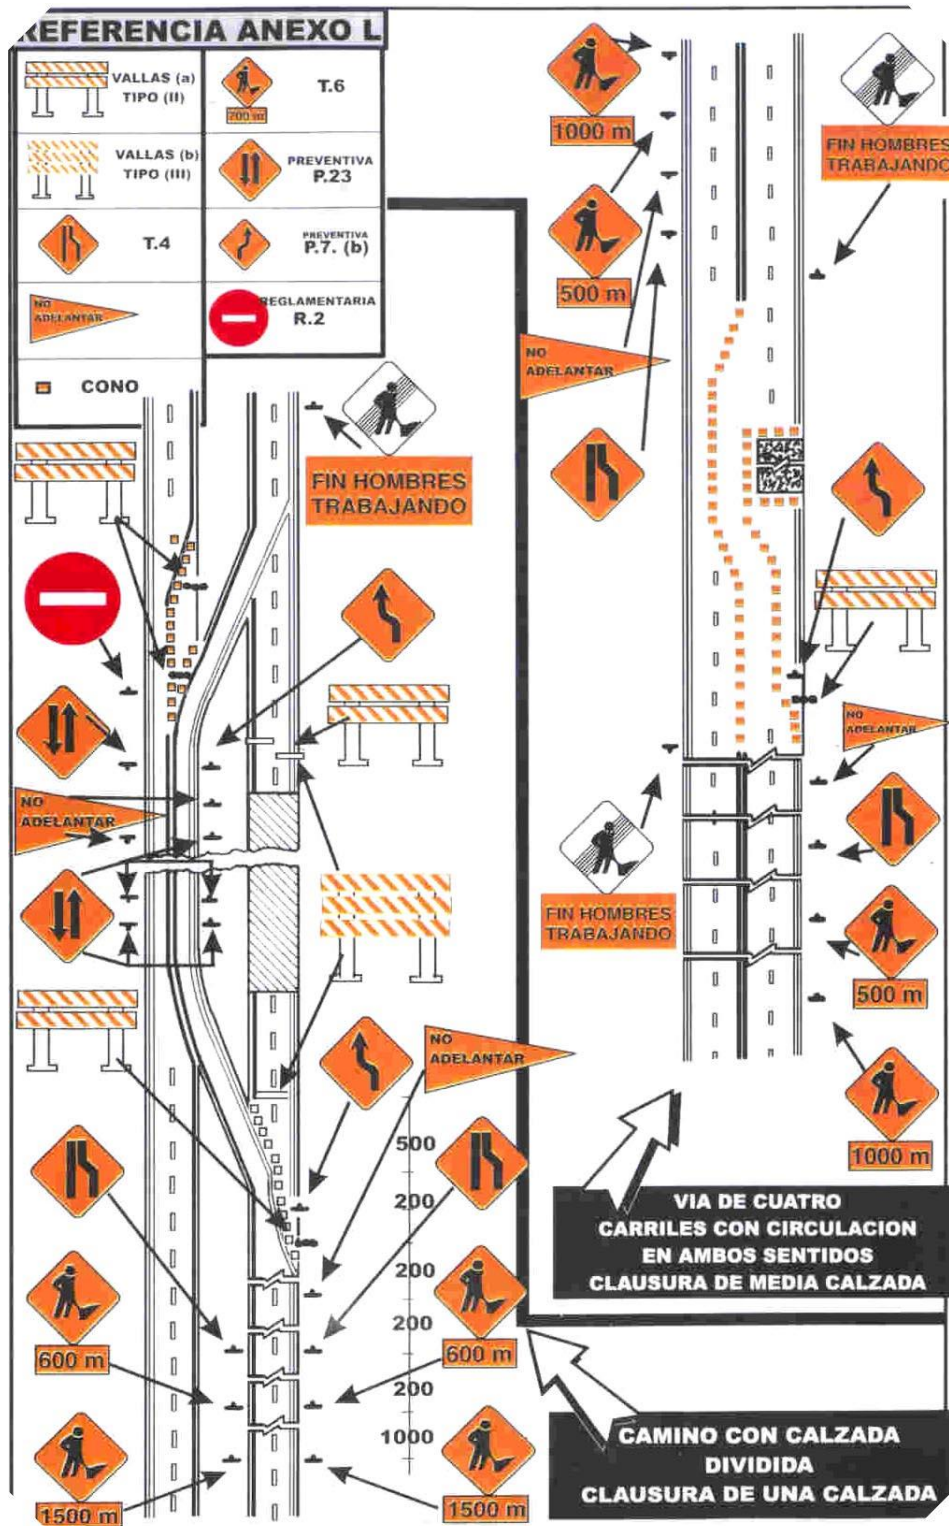 REFERENCIA ANEXO L
VALLAS (a)
TIPO (II)
T.6
200 m
VALLAS (b)
TIPO (III)
PREVENTIVA
P.23
T.4
PREVENTIVA
P.7. (b)
NO
ADELANTAR
REGLAMENTARIA
R.2
CONO
FIN HOMBRES
TRABAJANDO
NO
ADELANTAR
NO
ADELANTAR
500
200
200
200
200
1000
600 m
600 m
1500 m
1500 m
1000 m
FIN HOMBRES
TRABAJANDO
500 m
NO
ADELANTAR
NO
ADELANTAR
FIN HOMBRES
TRABAJANDO
500 m
1000 m
VIA DE CUATRO
CARRILES CON CIRCULACION
EN AMBOS SENTIDOS
CLAUSURA DE MEDIA CALZADA
CAMINO CON CALZADA
DIVIDIDA
CLAUSURA DE UNA CALZADA